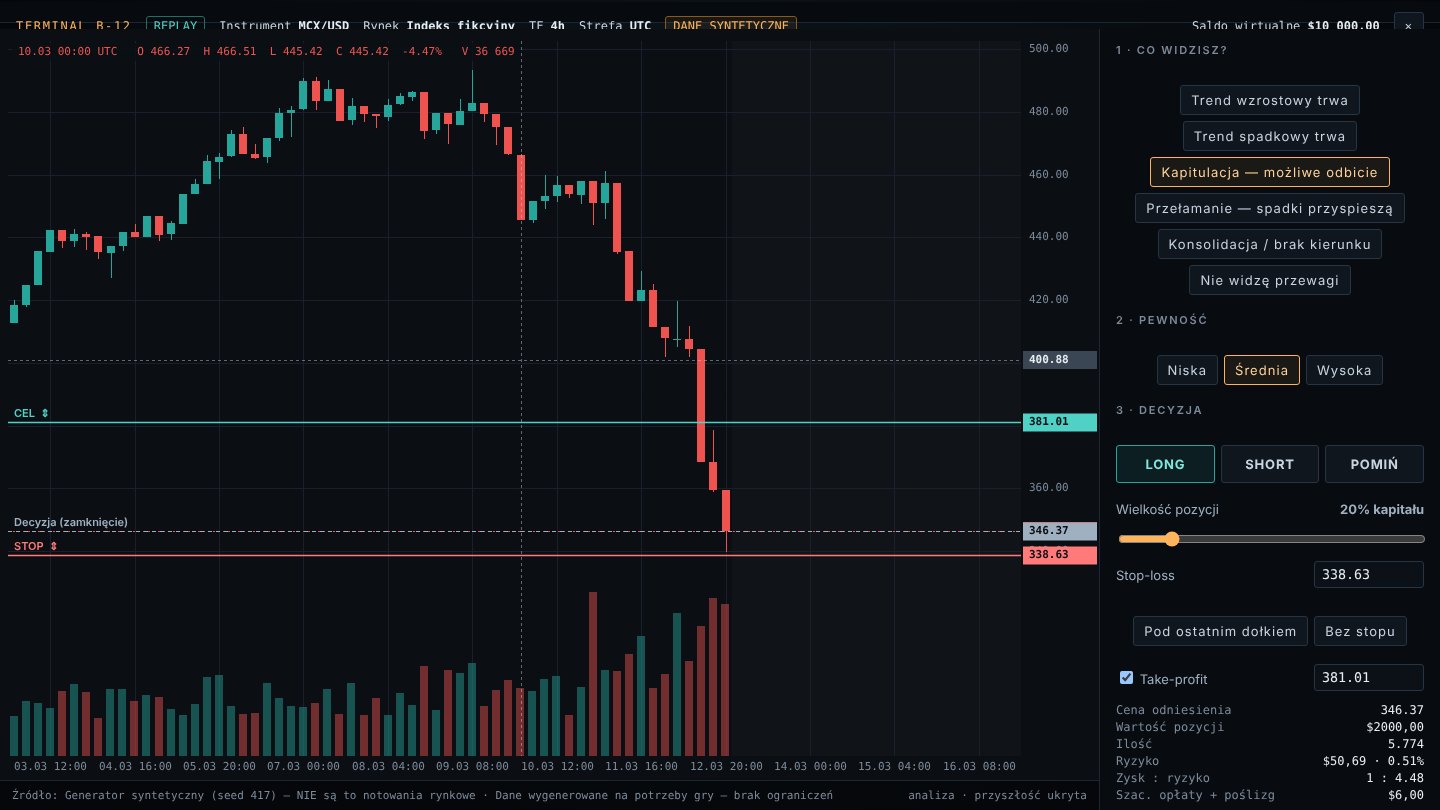 TERMINAL B-12 REPLAY Instrument MCX/USD Rynek Indeks fikcyjny TF 4h Strefa UTC DANE SYNTETYCZNE Saldo wirtualne $10 000.00 ×
10.03 00:00 UTC O 466.27 H 466.51 L 445.42 C 445.42 -4.47% V 36 669
500.00
480.00
460.00
440.00
420.00
400.88
CEL ⇕ 381.01
360.00
Decyzja (zamknięcie) 346.37
STOP ⇕ 338.63
03.03 12:00 04.03 16:00 05.03 20:00 07.03 00:00 08.03 04:00 09.03 08:00 10.03 12:00 11.03 16:00 12.03 20:00 14.03 00:00 15.03 04:00 16.03 08:00
Źródło: Generator syntetyczny (seed 417) — NIE są to notowania rynkowe · Dane wygenerowane na potrzeby gry — brak ograniczeń analiza · przyszłość ukryta
1 · CO WIDZISZ?
Trend wzrostowy trwa
Trend spadkowy trwa
Kapitulacja — możliwe odbicie
Przełamanie — spadki przyspieszą
Konsolidacja / brak kierunku
Nie widzę przewagi
2 · PEWNOŚĆ
Niska Średnia Wysoka
3 · DECYZJA
LONG SHORT POMIŃ
Wielkość pozycji 20% kapitału
Stop-loss 338.63
Pod ostatnim dołkiem Bez stopu
Take-profit 381.01
Cena odniesienia 346.37
Wartość pozycji $2000,00
Ilość 5.774
Ryzyko $50,69 · 0.51%
Zysk : ryzyko 1 : 4.48
Szac. opłaty + poślizg $6,00